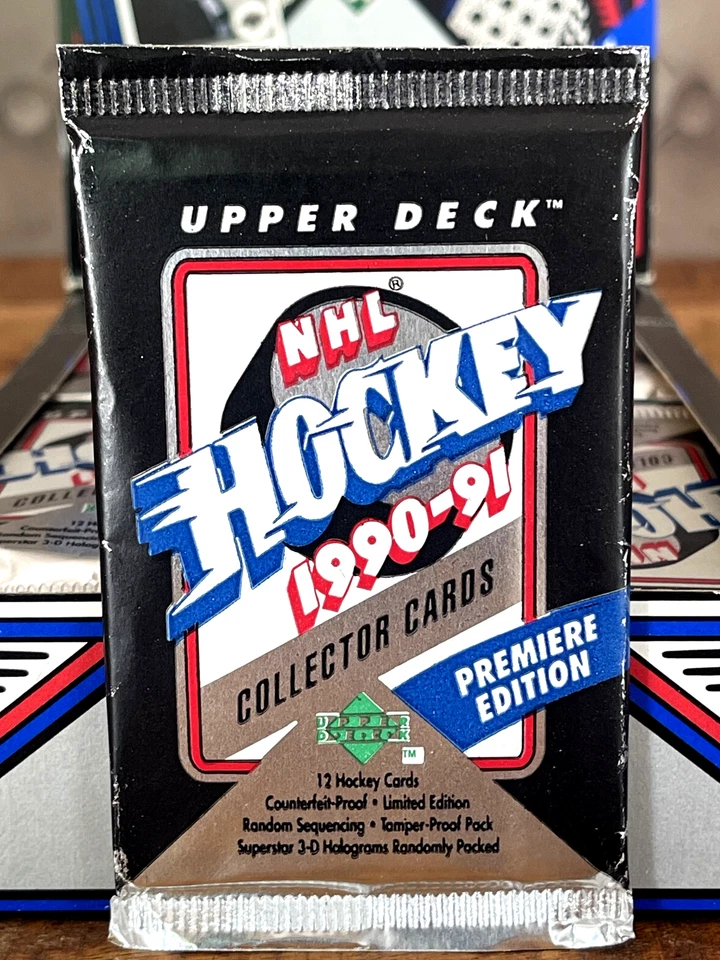 UPPER DECK™
®
NHL
HOCKEY
1990-91
COLLECTOR CARDS
PREMIERE
EDITION
UPPER
DECK
TM
12 Hockey Cards
Counterfeit-Proof • Limited Edition
Random Sequencing • Tamper-Proof Pack
Superstar 3-D Holograms Randomly Packed